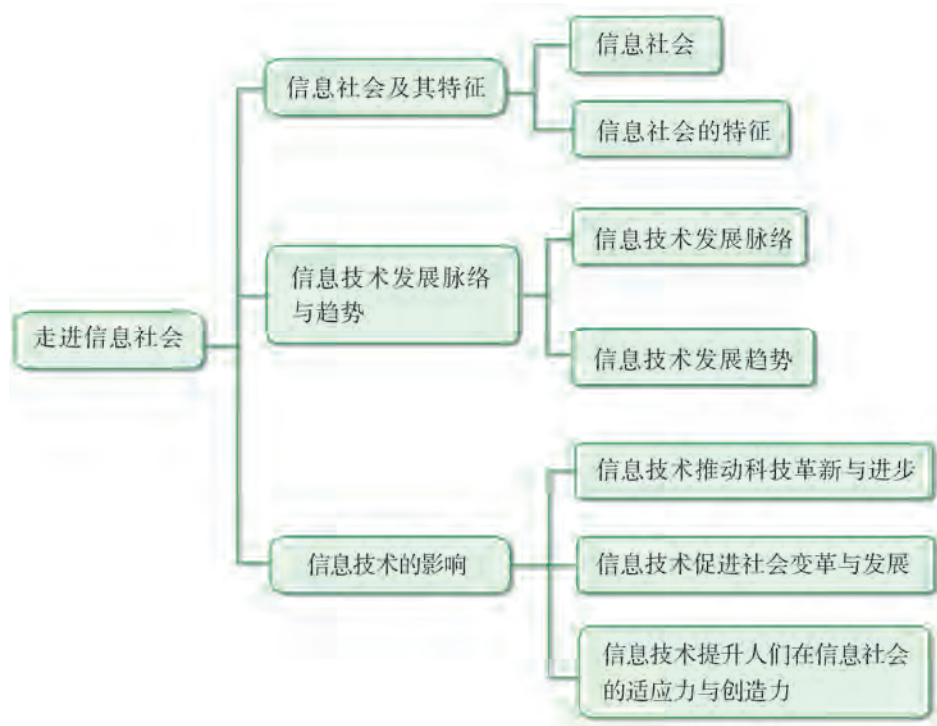 走进信息社会
信息社会及其特征
信息社会
信息社会的特征
信息技术发展脉络
与趋势
信息技术发展脉络
信息技术发展趋势
信息技术的影响
信息技术推动科技革新与进步
信息技术促进社会变革与发展
信息技术提升人们在信息社会
的适应力与创造力